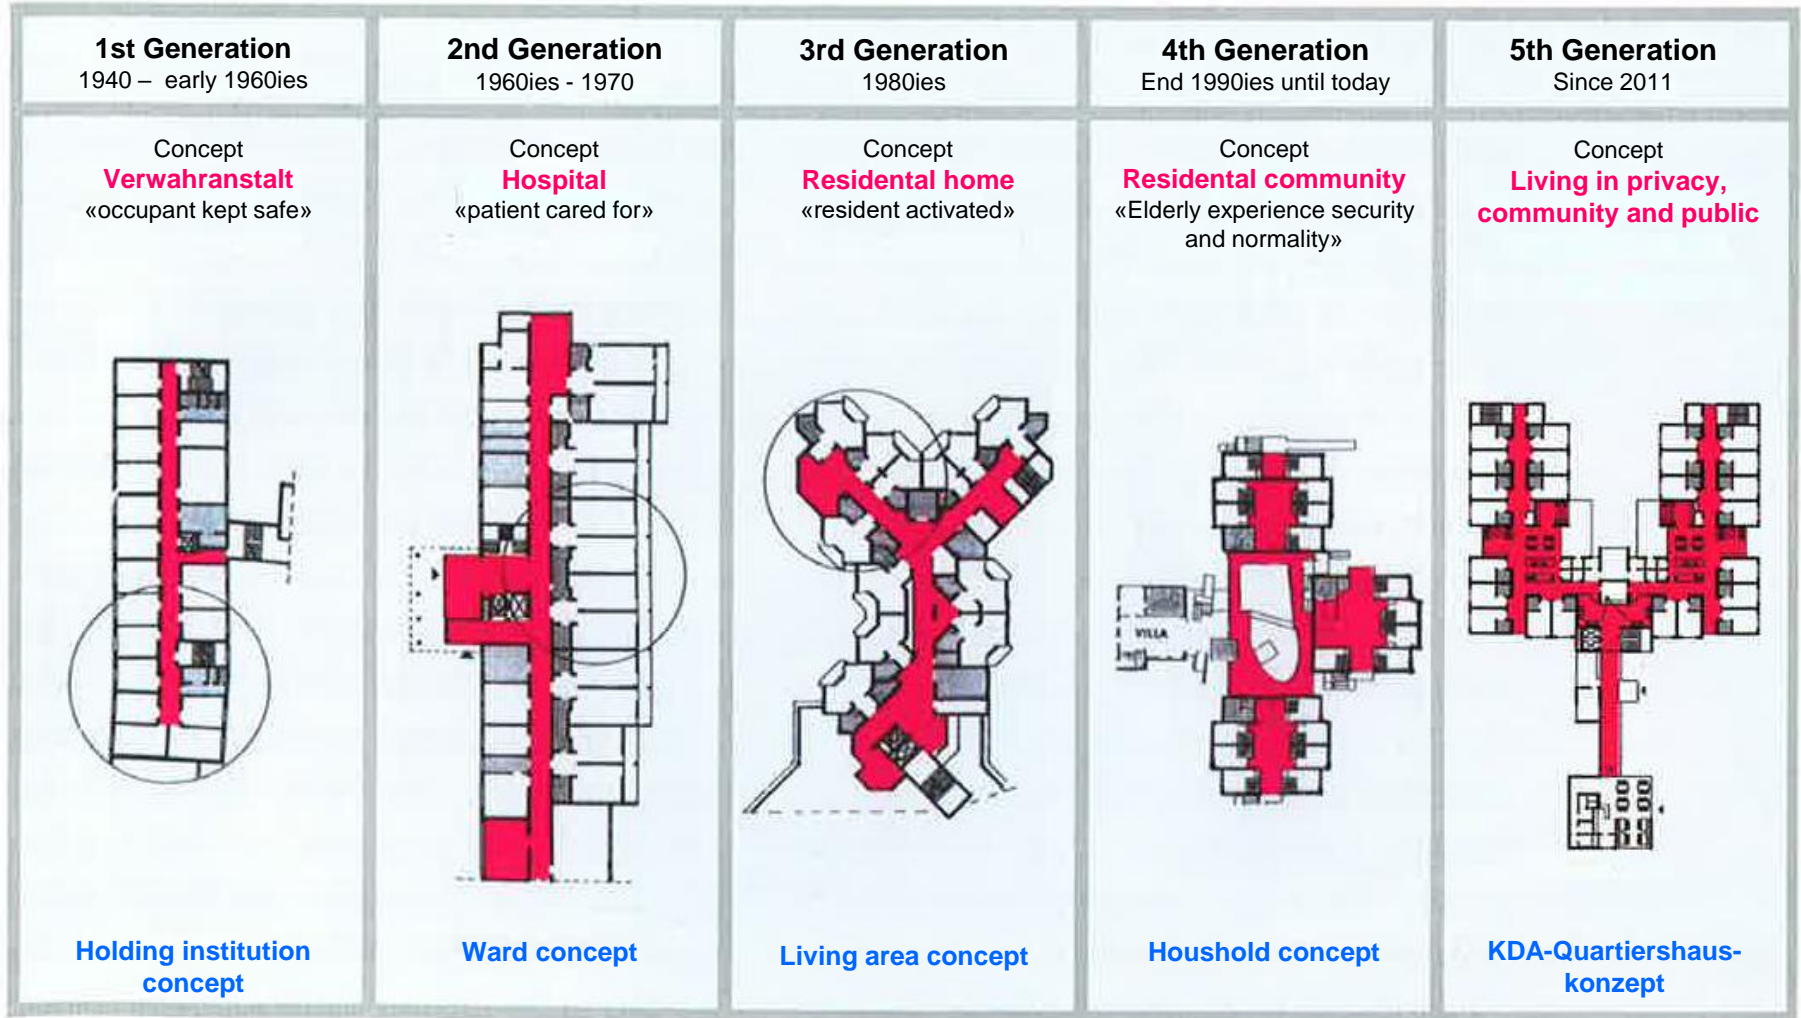 1st Generation
1940 – early 1960ies
2nd Generation
1960ies - 1970
3rd Generation
1980ies
4th Generation
End 1990ies until today
5th Generation
Since 2011
Concept
Verwahranstalt
«occupant kept safe»
Concept
Hospital
«patient cared for»
Concept
Residental home
«resident activated»
Concept
Residental community
«Elderly experience security
and normality»
Concept
Living in privacy,
community and public
VILLA
Holding institution
concept
Ward concept
Living area concept
Houshold concept
KDA-Quartiershaus-
konzept